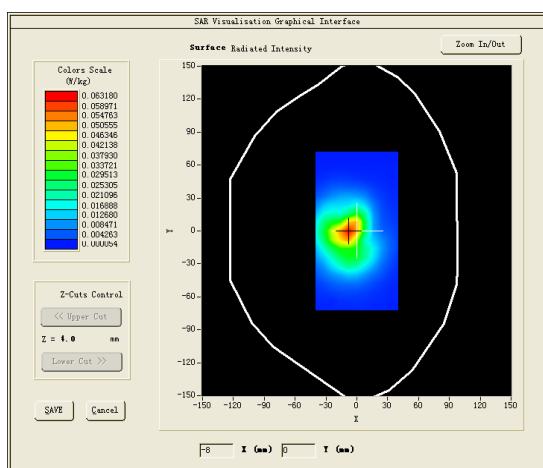 SAR Visualisation Graphical Interface
Surface Radiated Intensity
Zoom In/Out
Colors Scale
(W/kg)
0.063180
0.058971
0.054763
0.050555
0.046346
0.042138
0.037930
0.033721
0.029513
0.025305
0.021096
0.016888
0.012680
0.008471
0.004263
0.000054
Z-Cuts Control
<< Upper Cut
Z = 4.0 mm
Lower Cut >>
SAVE Cancel
150
120
90
60
30
0
-30
-60
-90
-120
-150
Y
-150 -120 -90 -60 -30 0 30 60 90 120 150
X
-8 X (mm) 0 Y (mm)